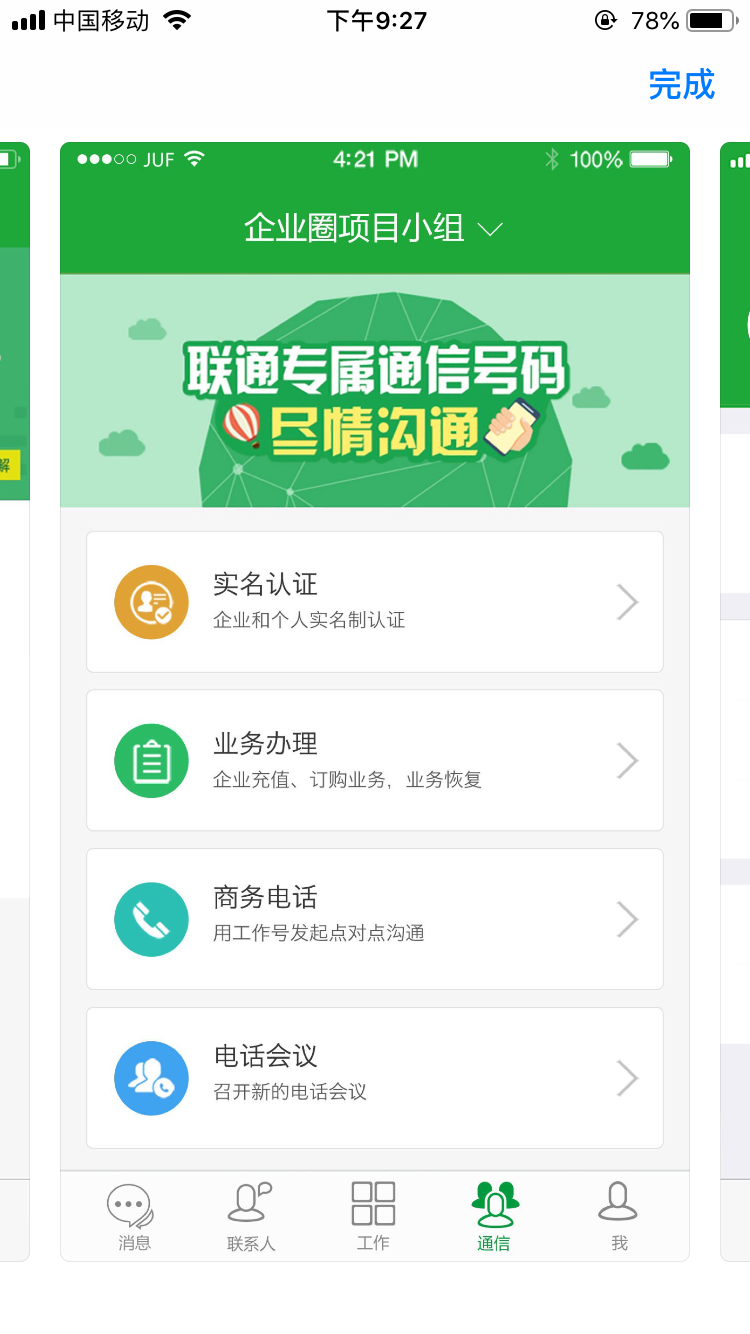 中国移动 下午9:27 78%
完成
JUF 4:21 PM 100%
企业圈项目小组
联通专属通信号码
尽情沟通
解
实名认证
企业和个人实名制认证
业务办理
企业充值、订购业务，业务恢复
商务电话
用工作号发起点对点沟通
电话会议
召开新的电话会议
消息 联系人 工作 通信 我